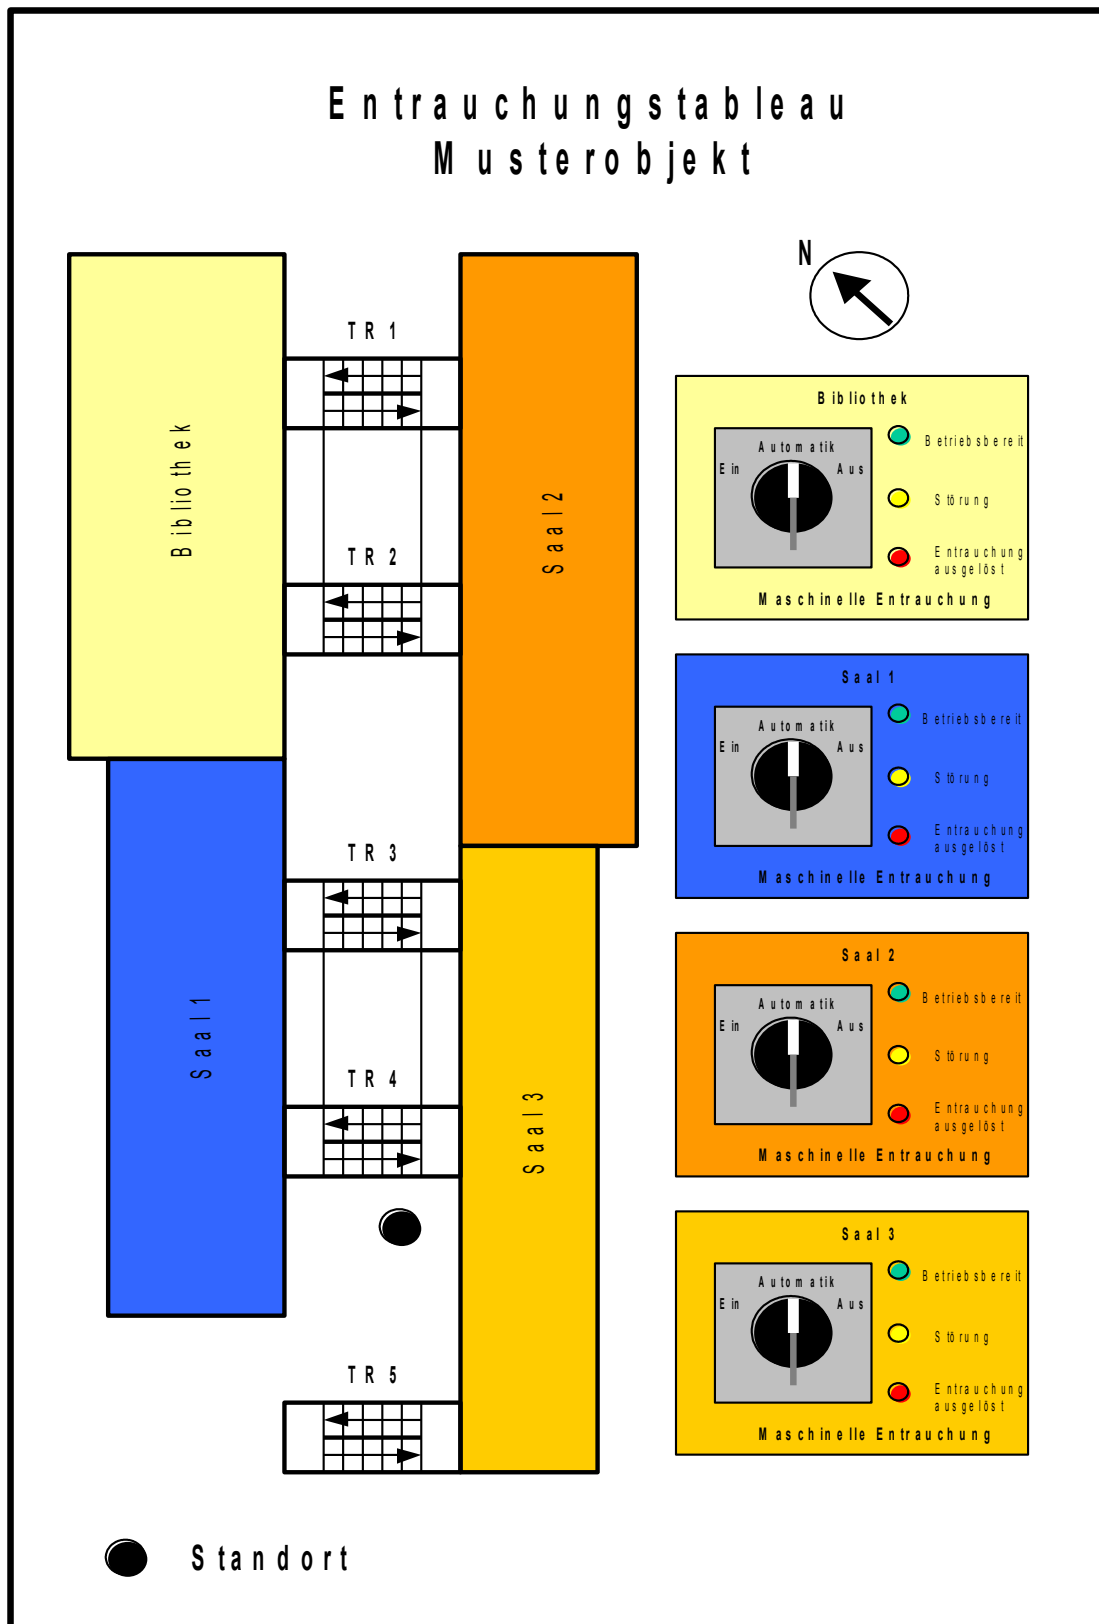 Entrauchungstableau
Musterobjekt
N
TR 1
TR 2
TR 3
TR 4
TR 5
Bibliothek
Saal 1
Saal 2
Saal 3
Bibliothek
Automatik
Ein
Aus
Betriebsbereit
Störung
Entrauchung
ausgelöst
Maschinelle Entrauchung
Saal 1
Automatik
Ein
Aus
Betriebsbereit
Störung
Entrauchung
ausgelöst
Maschinelle Entrauchung
Saal 2
Automatik
Ein
Aus
Betriebsbereit
Störung
Entrauchung
ausgelöst
Maschinelle Entrauchung
Saal 3
Automatik
Ein
Aus
Betriebsbereit
Störung
Entrauchung
ausgelöst
Maschinelle Entrauchung
Standort